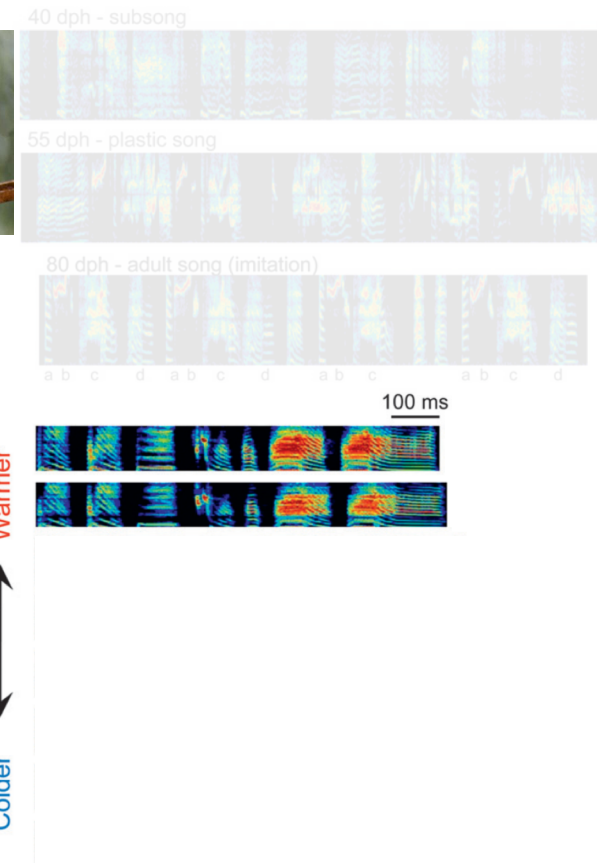 40 dph - subsong
55 dph - plastic song
80 dph - adult song (imitation)
a b c d a b c d a b c a b c d
100 ms
Warmer
Colder